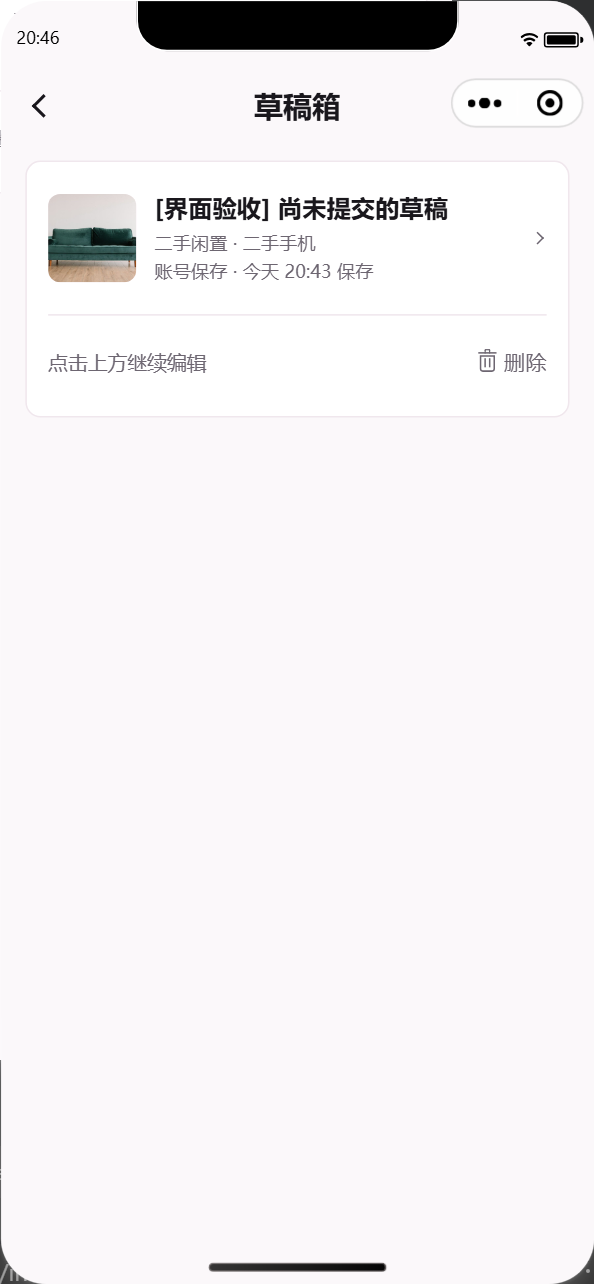 20:46
草稿箱
[界面验收] 尚未提交的草稿
二手闲置 · 二手手机
账号保存 · 今天 20:43 保存
点击上方继续编辑
删除